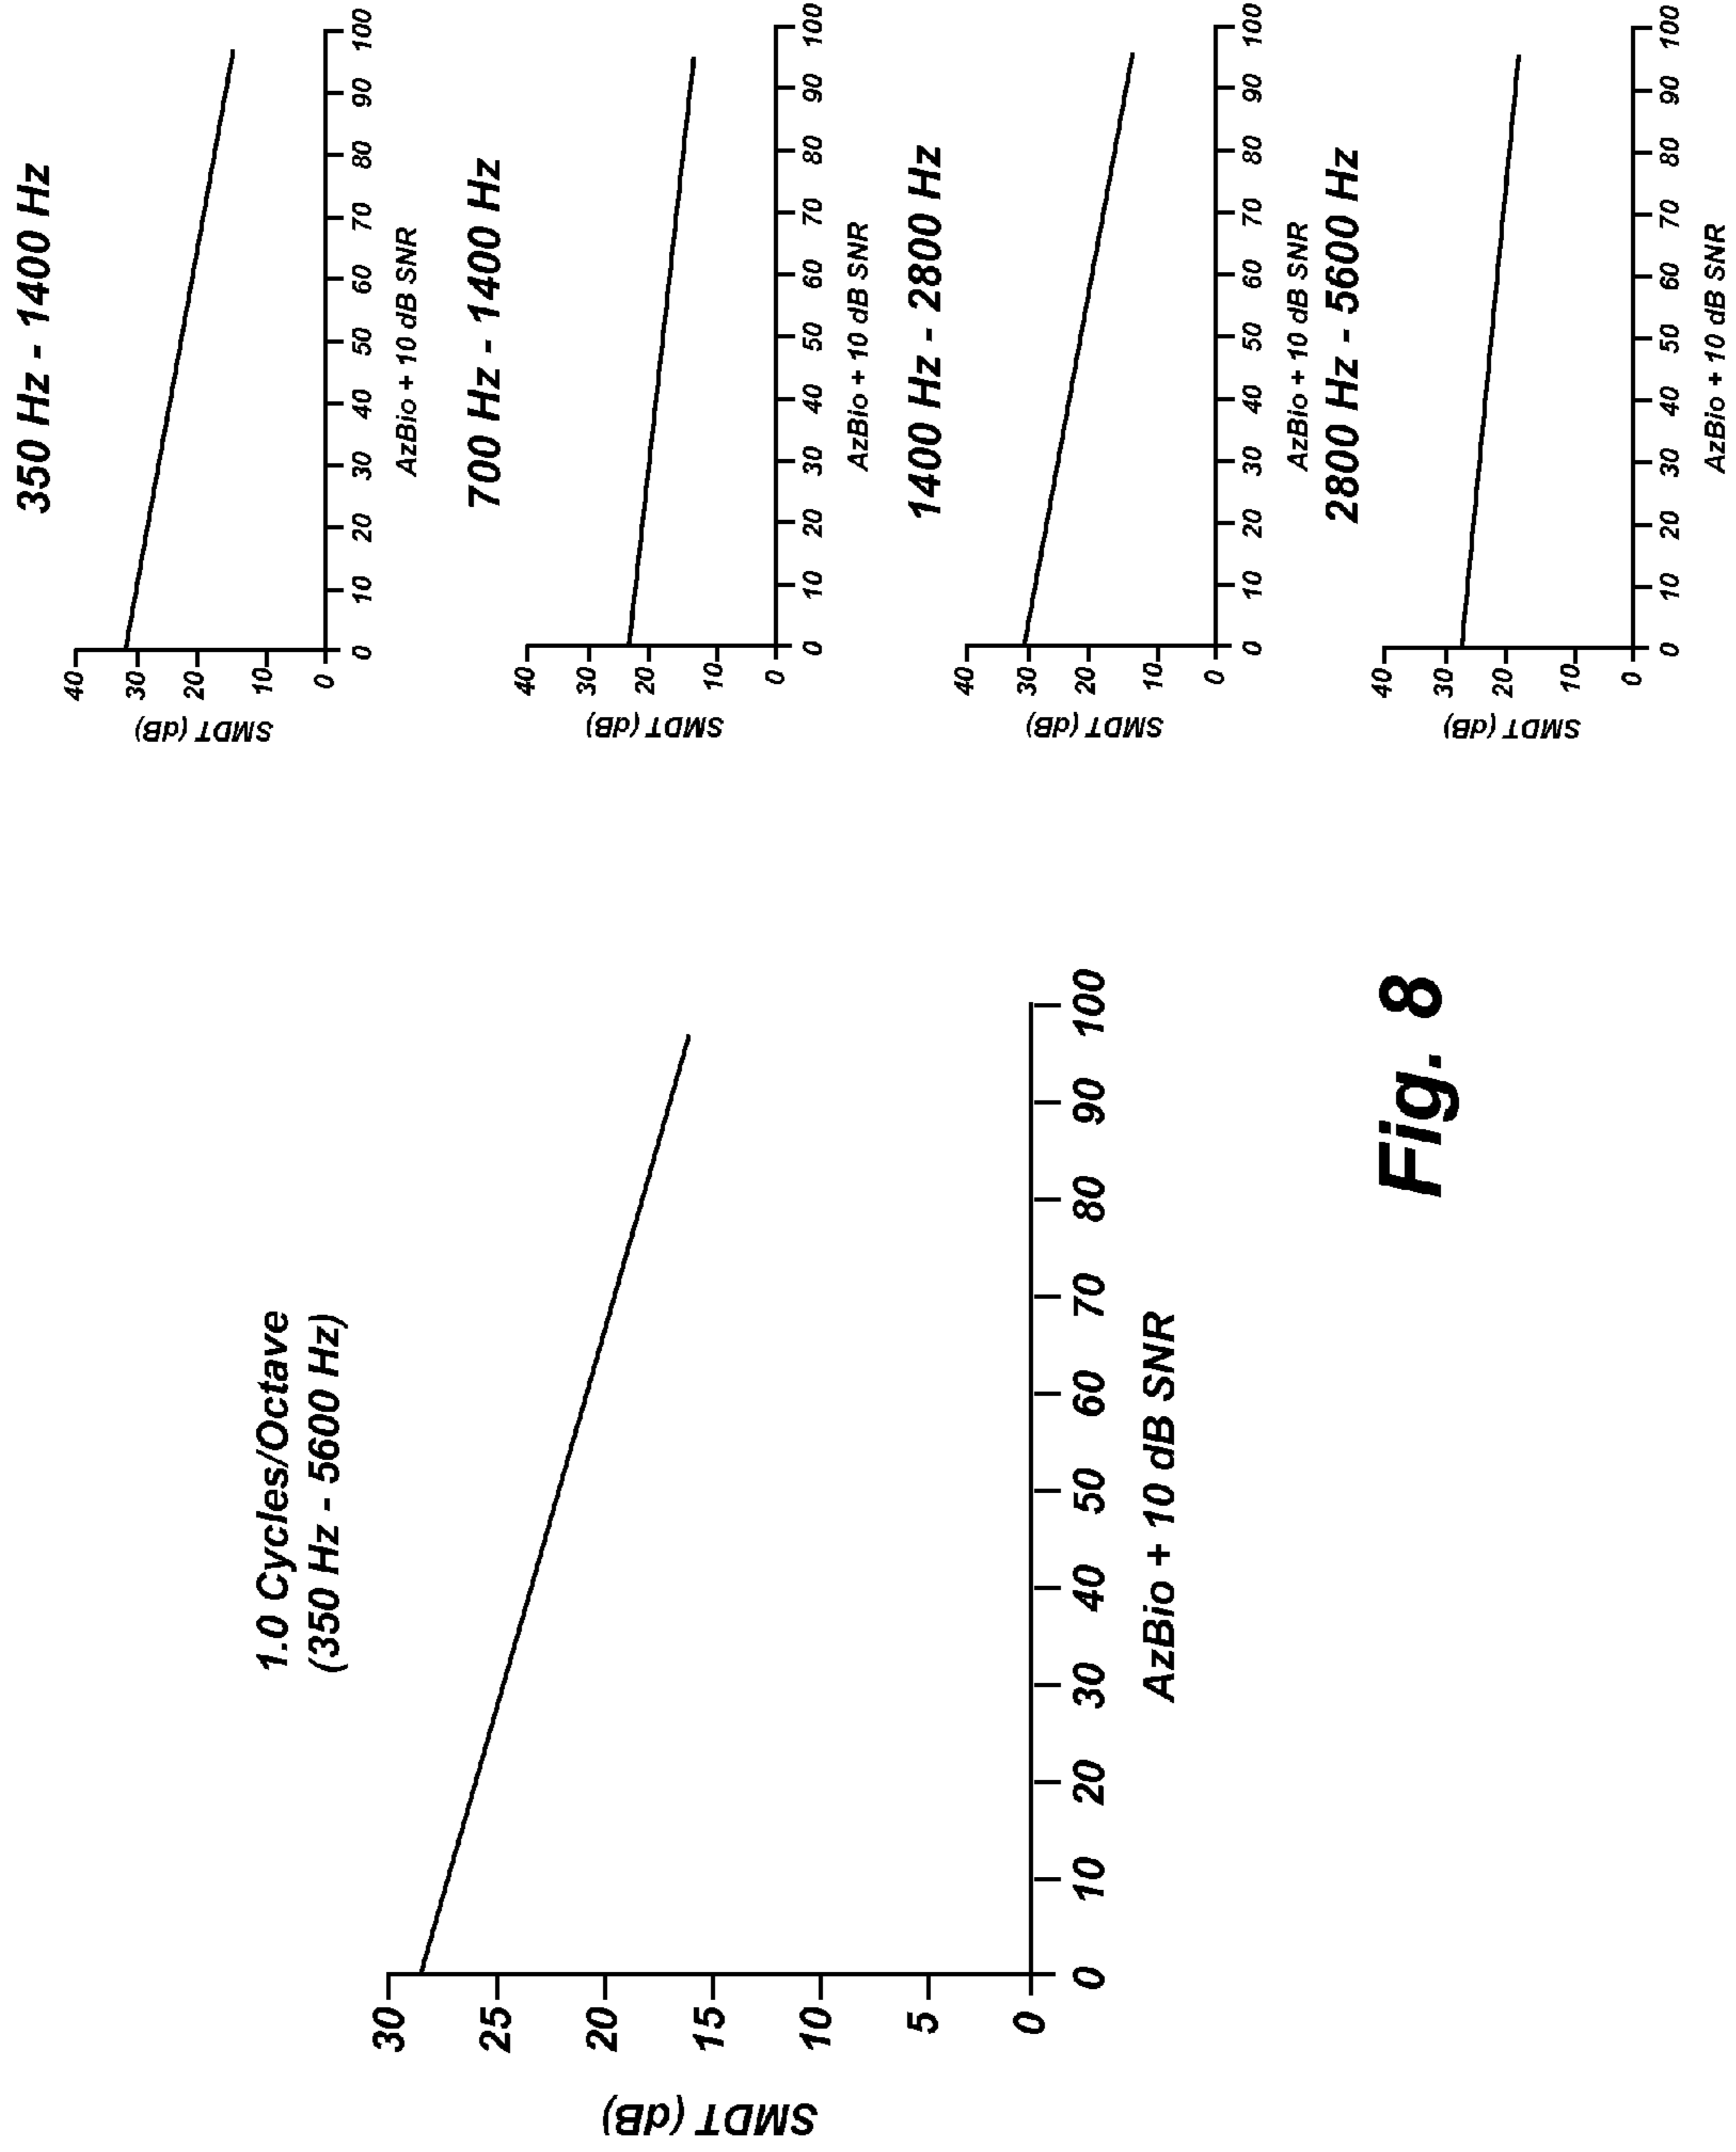 1.0 Cycles/Octave
(350 Hz - 5600 Hz)
SMDT (dB)
30
25
20
15
10
5
0
0 10 20 30 40 50 60 70 80 90 100
AzBio + 10 dB SNR
350 Hz - 1400 Hz
SMDT (dB)
40
30
20
10
0
0 10 20 30 40 50 60 70 80 90 100
AzBio + 10 dB SNR
700 Hz - 1400 Hz
SMDT (dB)
40
30
20
10
0
0 10 20 30 40 50 60 70 80 90 100
AzBio + 10 dB SNR
1400 Hz - 2800 Hz
SMDT (dB)
40
30
20
10
0
0 10 20 30 40 50 60 70 80 90 100
AzBio + 10 dB SNR
2800 Hz - 5600 Hz
SMDT (dB)
40
30
20
10
0
0 10 20 30 40 50 60 70 80 90 100
AzBio + 10 dB SNR
Fig. 8